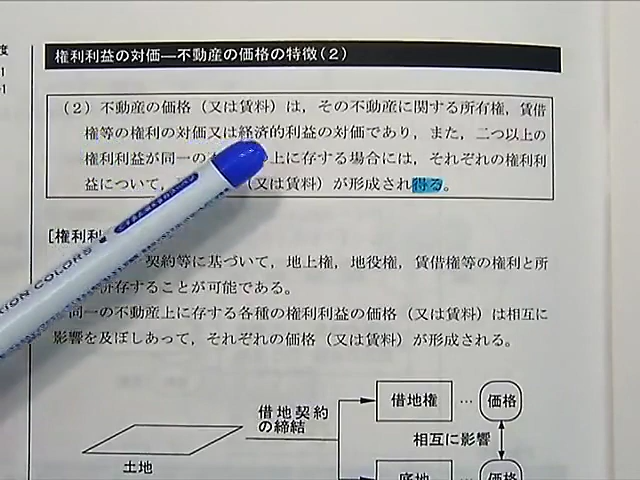 度
権利利益の対価―不動産の価格の特徴(2)
(2) 不動産の価格(又は賃料)は,その不動産に関する所有権,賃借
権等の権利の対価又は経済的利益の対価であり,また,二つ以上の
権利利益が同一の 上に存する場合には,それぞれの権利利
益について, (又は賃料)が形成され得る。
[権利利
契約等に基づいて,地上権,地役権,賃借権等の権利と所
併存することが可能である。
同一の不動産上に存する各種の権利利益の価格(又は賃料)は相互に
影響を及ぼしあって,それぞれの価格(又は賃料)が形成される。
借地契約
の締結
借地権 … 価格
相互に影響
土地
底地 … 価格